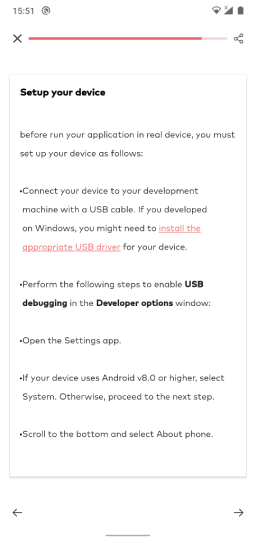 15:51
Setup your device
before run your application in real device, you must
set up your device as follows:
•Connect your device to your development
machine with a USB cable. If you developed
on Windows, you might need to install the
appropriate USB driver for your device.
•Perform the following steps to enable USB
debugging in the Developer options window:
•Open the Settings app.
•If your device uses Android v8.0 or higher, select
System. Otherwise, proceed to the next step.
•Scroll to the bottom and select About phone.